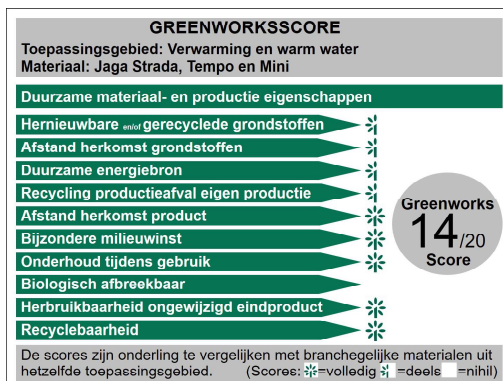 GREENWORKSSCORE
Toepassingsgebied: Verwarming en warm water
Materiaal: Jaga Strada, Tempo en Mini
Duurzame materiaal- en productie eigenschappen
Hernieuwbare en/of gerecyclede grondstoffen
Afstand herkomst grondstoffen
Duurzame energiebron
Recycling productieafval eigen productie
Afstand herkomst product
Bijzondere milieuwinst
Onderhoud tijdens gebruik
Biologisch afbreekbaar
Herbruikbaarheid ongewijzigd eindproduct
Recyclebaarheid
Greenworks
14/20
Score
De scores zijn onderling te vergelijken met branchegelijke materialen uit
hetzelfde toepassingsgebied. (Scores: =volledig =deels =nihil)